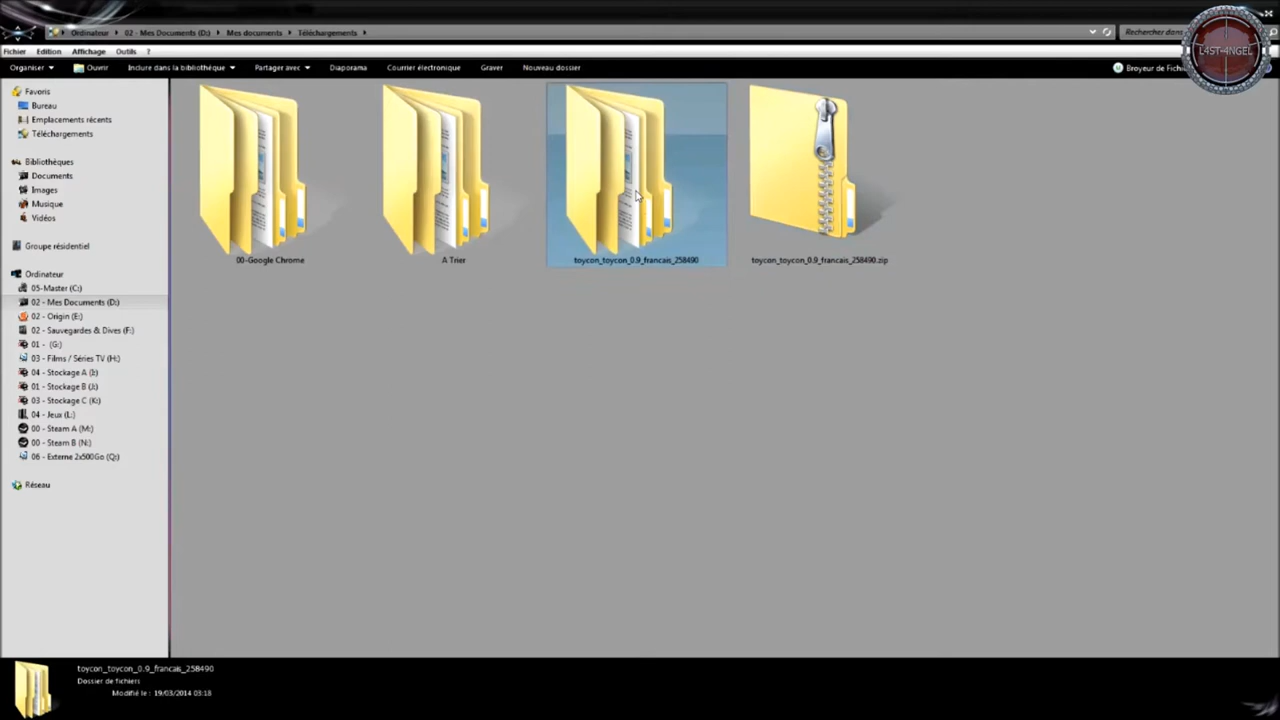 Ordinateur ▸ 02 - Mes Documents (D:) ▸ Mes documents ▸ Téléchargements ▸
Rechercher dans
L4ST-4NGEL
Fichier Edition Affichage Outils ?
Organiser Ouvrir Inclure dans la bibliothèque Partager avec Diaporama Courrier électronique Graver Nouveau dossier
Broyeur de Fichi
Favoris
Bureau
Emplacements récents
Téléchargements
Bibliothèques
Documents
Images
Musique
Vidéos
Groupe résidentiel
Ordinateur
05-Master (C:)
02 - Mes Documents (D:)
02 - Origin (E:)
02 - Sauvegardes & Dives (F:)
01 - (G:)
03 - Films / Séries TV (H:)
04 - Stockage A (I:)
01 - Stockage B (J:)
03 - Stockage C (K:)
04 - Jeux (L:)
00 - Steam A (M:)
00 - Steam B (N:)
06 - Externe 2x500Go (Q:)
Réseau
00-Google Chrome
A Trier
toycon_toycon_0.9_francais_258490
toycon_toycon_0.9_francais_258490.zip
toycon_toycon_0.9_francais_258490
Dossier de fichiers
Modifié le : 19/03/2014 03:18